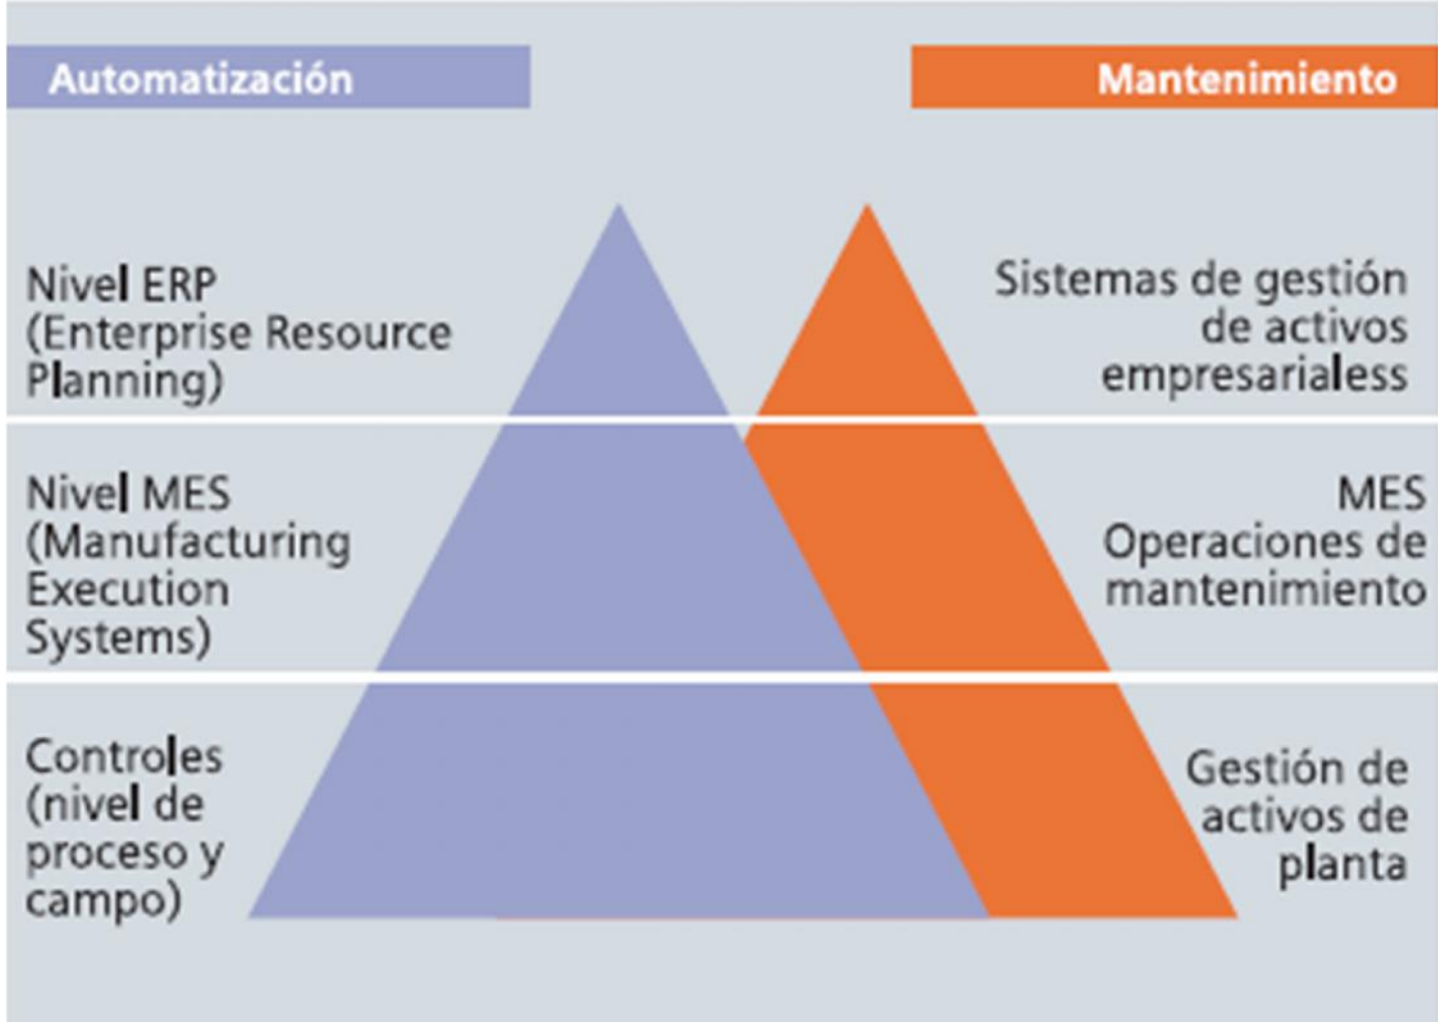 Automatización
Mantenimiento
Nivel ERP
(Enterprise Resource
Planning)
Sistemas de gestión
de activos
empresarialess
Nivel MES
(Manufacturing
Execution
Systems)
MES
Operaciones de
mantenimiento
Controles
(nivel de
proceso y
campo)
Gestión de
activos de
planta